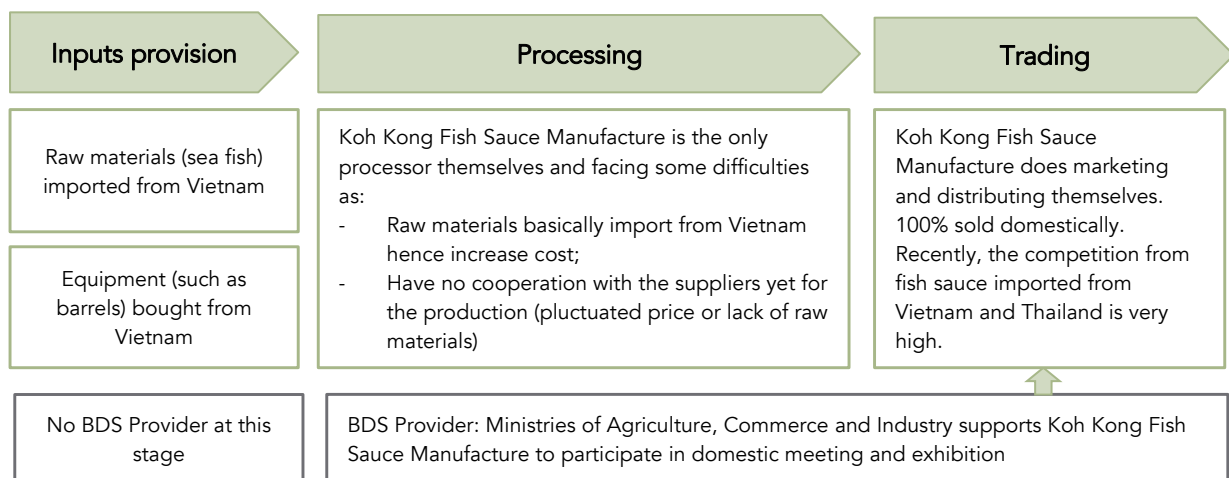 Inputs provision
Processing
Trading
Raw materials (sea fish)
imported from Vietnam
Equipment (such as
barrels) bought from
Vietnam
Koh Kong Fish Sauce Manufacture is the only
processor themselves and facing some difficulties
as:
- Raw materials basically import from Vietnam
hence increase cost;
- Have no cooperation with the suppliers yet for
the production (pluctuated price or lack of raw
materials)
Koh Kong Fish Sauce
Manufacture does marketing
and distributing themselves.
100% sold domestically.
Recently, the competition from
fish sauce imported from
Vietnam and Thailand is very
high.
No BDS Provider at this
stage
BDS Provider: Ministries of Agriculture, Commerce and Industry supports Koh Kong Fish
Sauce Manufacture to participate in domestic meeting and exhibition